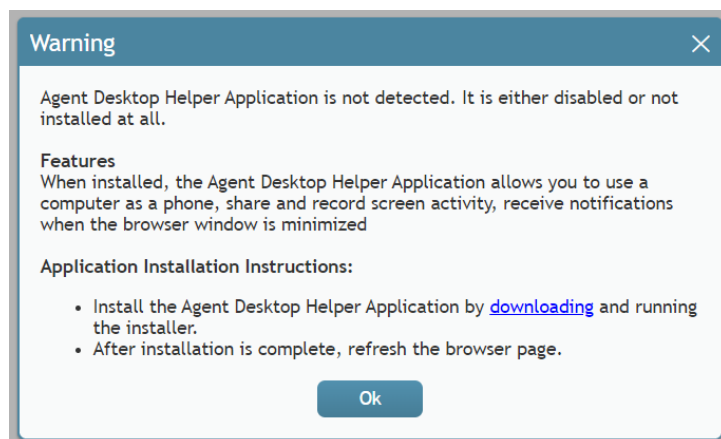 Warning
Agent Desktop Helper Application is not detected. It is either disabled or not
installed at all.
Features
When installed, the Agent Desktop Helper Application allows you to use a
computer as a phone, share and record screen activity, receive notifications
when the browser window is minimized
Application Installation Instructions:
• Install the Agent Desktop Helper Application by downloading and running
the installer.
• After installation is complete, refresh the browser page.
Ok